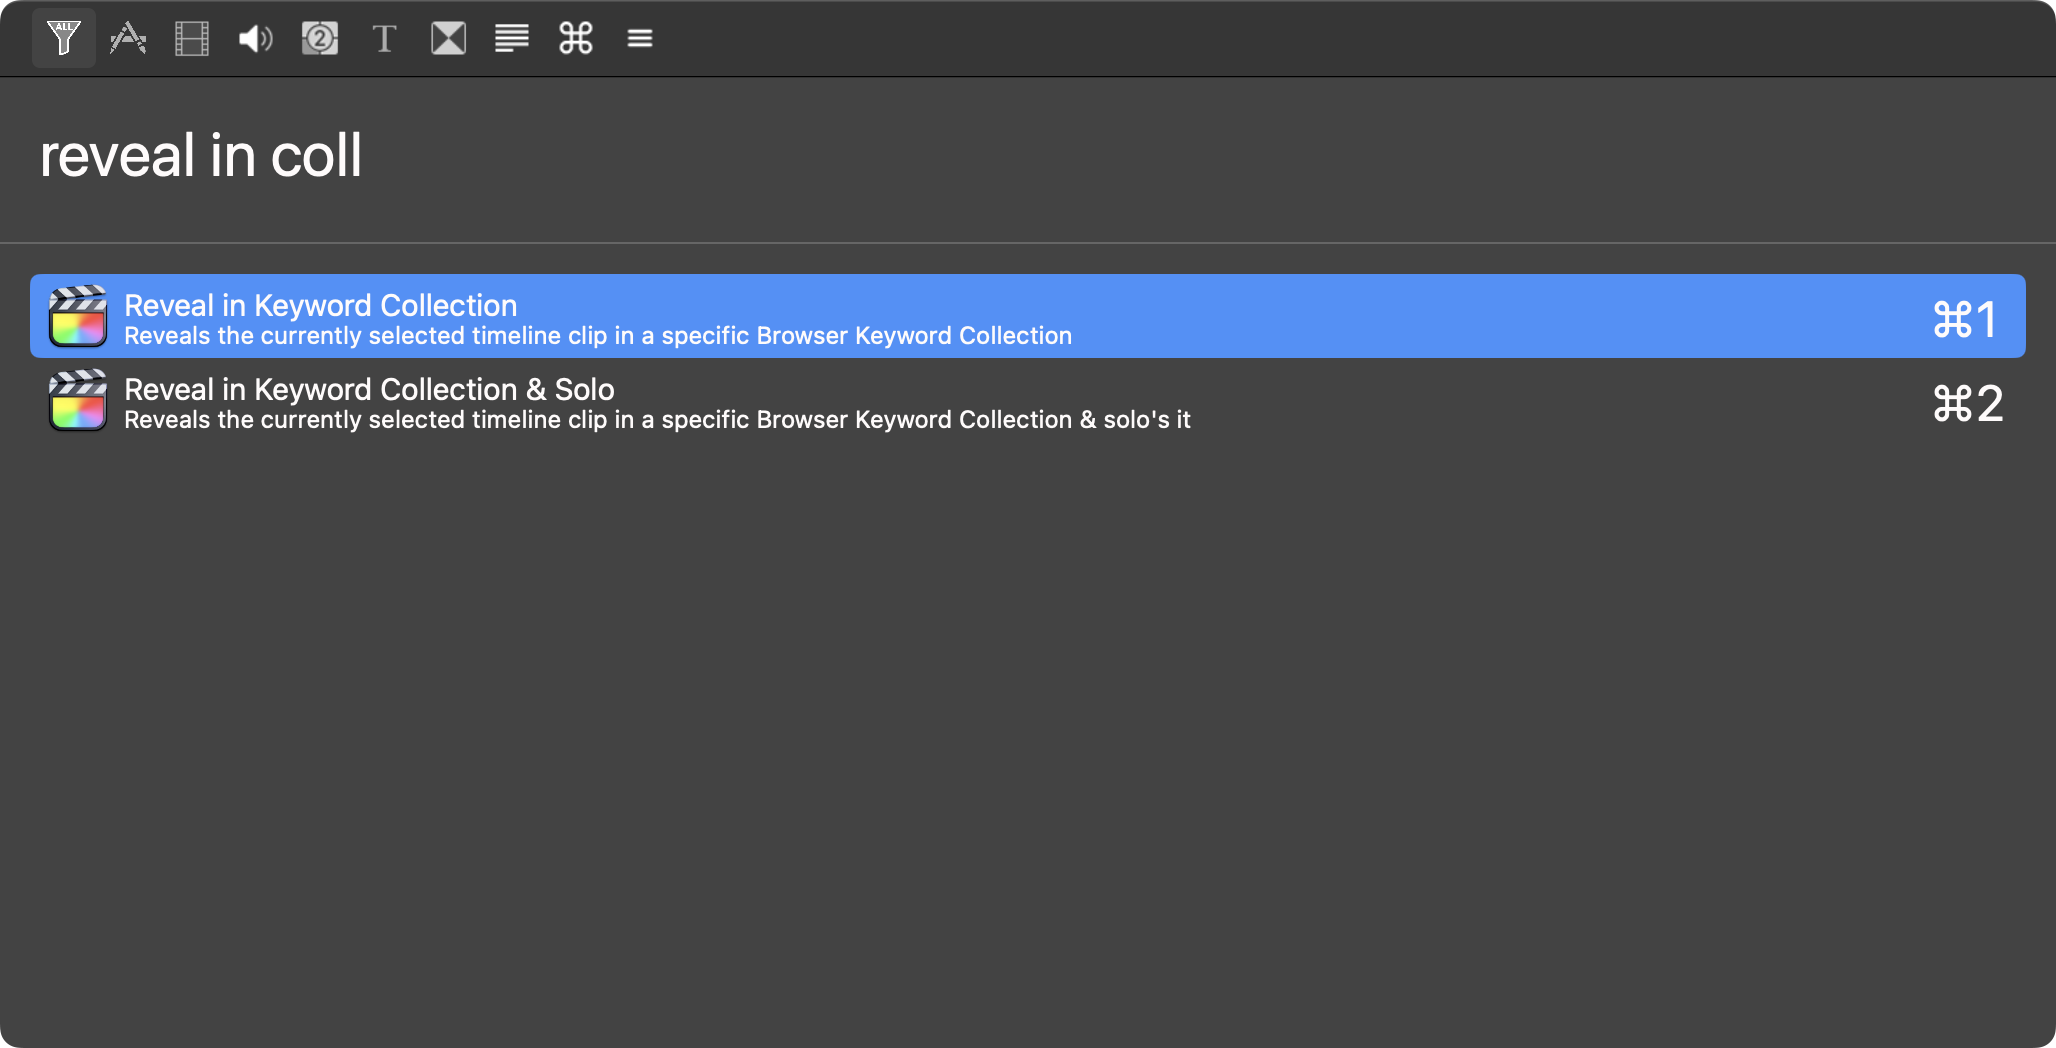 ALL
2
T
⌘
reveal in coll
Reveal in Keyword Collection
Reveals the currently selected timeline clip in a specific Browser Keyword Collection
⌘1
Reveal in Keyword Collection & Solo
Reveals the currently selected timeline clip in a specific Browser Keyword Collection & solo's it
⌘2